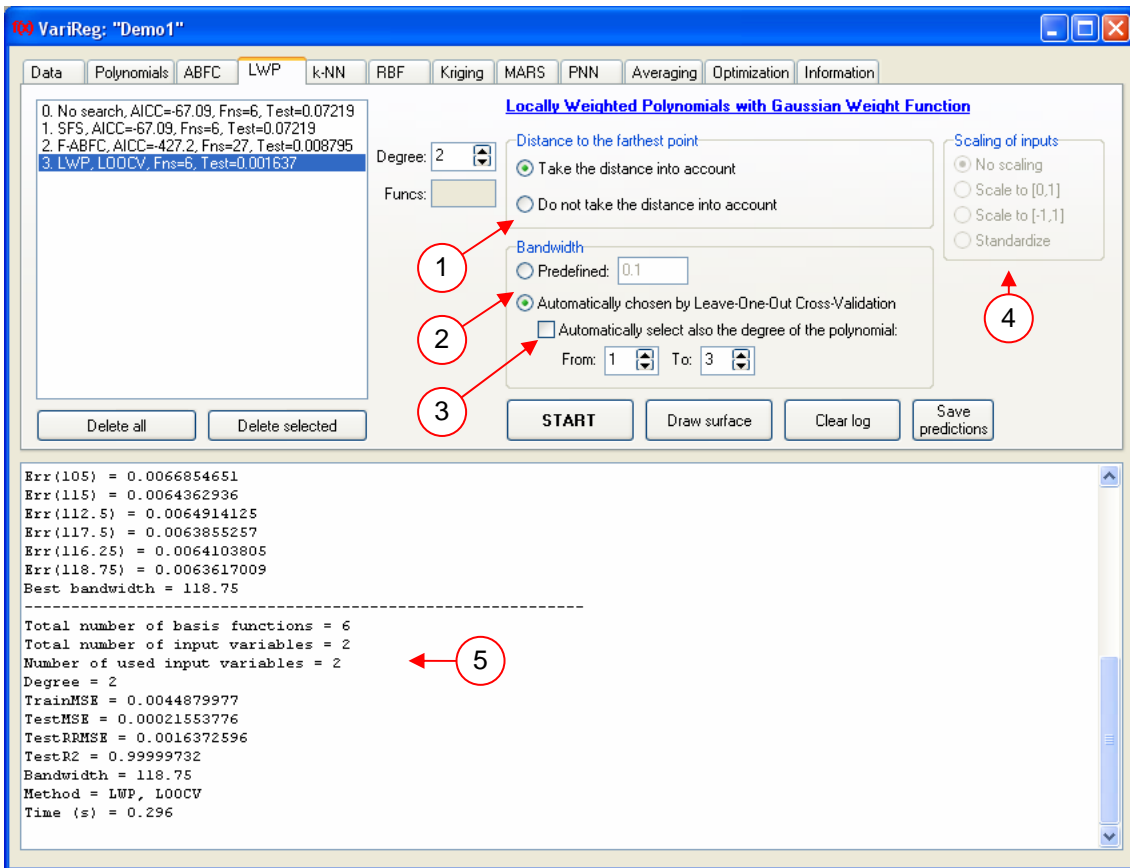 f(x) VariReg: "Demo1"
Data Polynomials ABFC LWP k-NN RBF Kriging MARS PNN Averaging Optimization Information
0. No search, AICC=-67.09, Fns=6, Test=0.07219
1. SFS, AICC=-67.09, Fns=6, Test=0.07219
2. F-ABFC, AICC=-427.2, Fns=27, Test=0.008795
3. LWP, LOOCV, Fns=6, Test=0.001637
Delete all
Delete selected
Degree: 2
Funcs:
Locally Weighted Polynomials with Gaussian Weight Function
Distance to the farthest point
Take the distance into account
Do not take the distance into account
1
Bandwidth
Predefined: 0.1
Automatically chosen by Leave-One-Out Cross-Validation
2
Automatically select also the degree of the polynomial:
From: 1 To: 3
3
Scaling of inputs
No scaling
Scale to [0,1]
Scale to [-1,1]
Standardize
4
START
Draw surface
Clear log
Save
predictions
Err(105) = 0.0066854651
Err(115) = 0.0064362936
Err(112.5) = 0.0064914125
Err(117.5) = 0.0063855257
Err(116.25) = 0.0064103805
Err(118.75) = 0.0063617009
Best bandwidth = 118.75
------------------------------------------------------------
Total number of basis functions = 6
Total number of input variables = 2
Number of used input variables = 2
5
Degree = 2
TrainMSE = 0.0044879977
TestMSE = 0.00021553776
TestRRMSE = 0.0016372596
TestR2 = 0.99999732
Bandwidth = 118.75
Method = LWP, LOOCV
Time (s) = 0.296